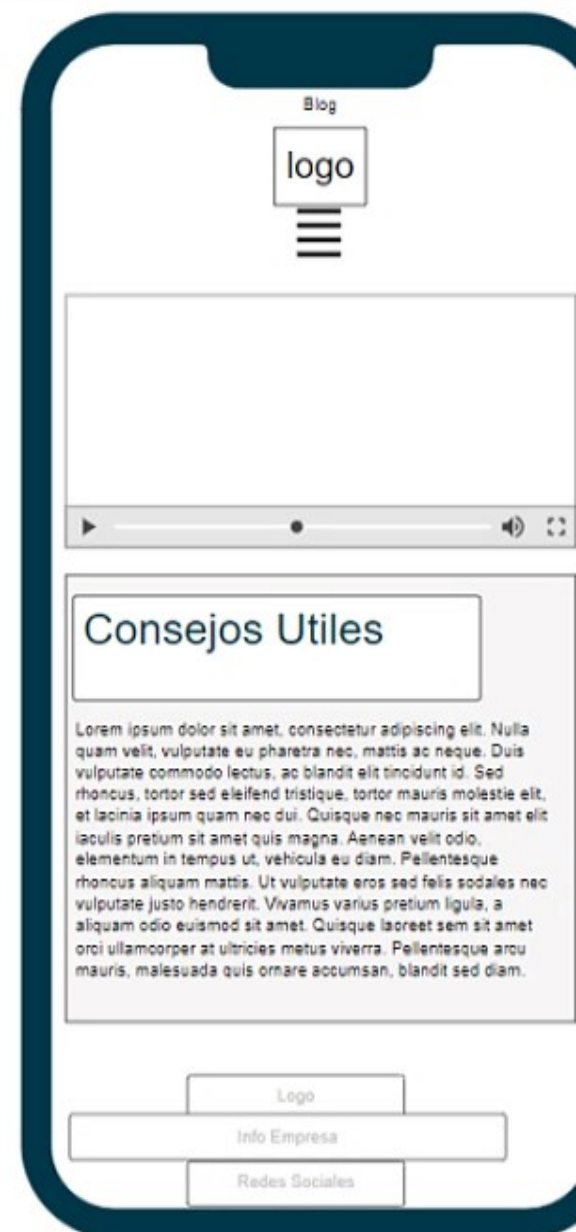 Blog
logo
Consejos Utiles
Lorem ipsum dolor sit amet, consectetur adipiscing elit. Nulla
quam velit, vulputate eu pharetra nec, mattis ac neque. Duis
vulputate commodo lectus, ac blandit elit tincidunt id. Sed
rhoncus, tortor sed eleifend tristique, tortor mauris molestie elit,
et lacinia ipsum quam nec dui. Quisque nec mauris sit amet elit
iaculis pretium sit amet quis magna. Aenean velit odio,
elementum in tempus ut, vehicula eu diam. Pellentesque
rhoncus aliquam mattis. Ut vulputate eros sed felis sodales nec
vulputate justo hendrerit. Vivamus varius pretium ligula, a
aliquam odio euismod sit amet. Quisque laoreet sem sit amet
orci ullamcorper at ultricies metus viverra. Pellentesque arcu
mauris, malesuada quis ornare accumsan, blandit sed diam.
Logo
Info Empresa
Redes Sociales